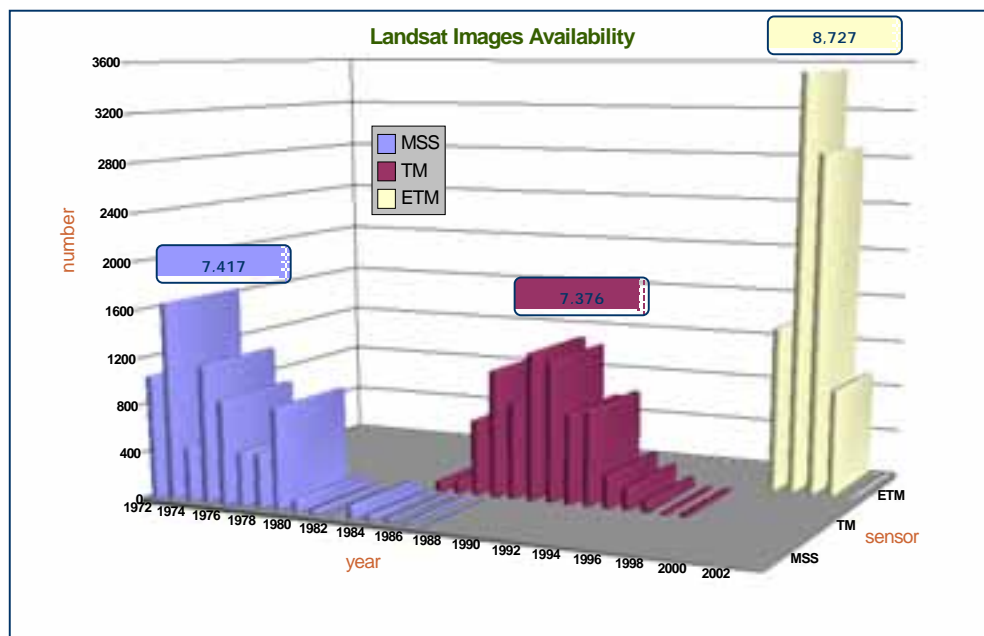 Landsat Images Availability
8,727
3600
3200
2800
2400
2000
1600
1200
800
400
0
number
MSS
TM
ETM
7.417
7.376
1972
1974
1976
1978
1980
1982
1984
1986
1988
1990
1992
1994
1996
1998
2000
2002
year
MSS
TM
ETM
sensor